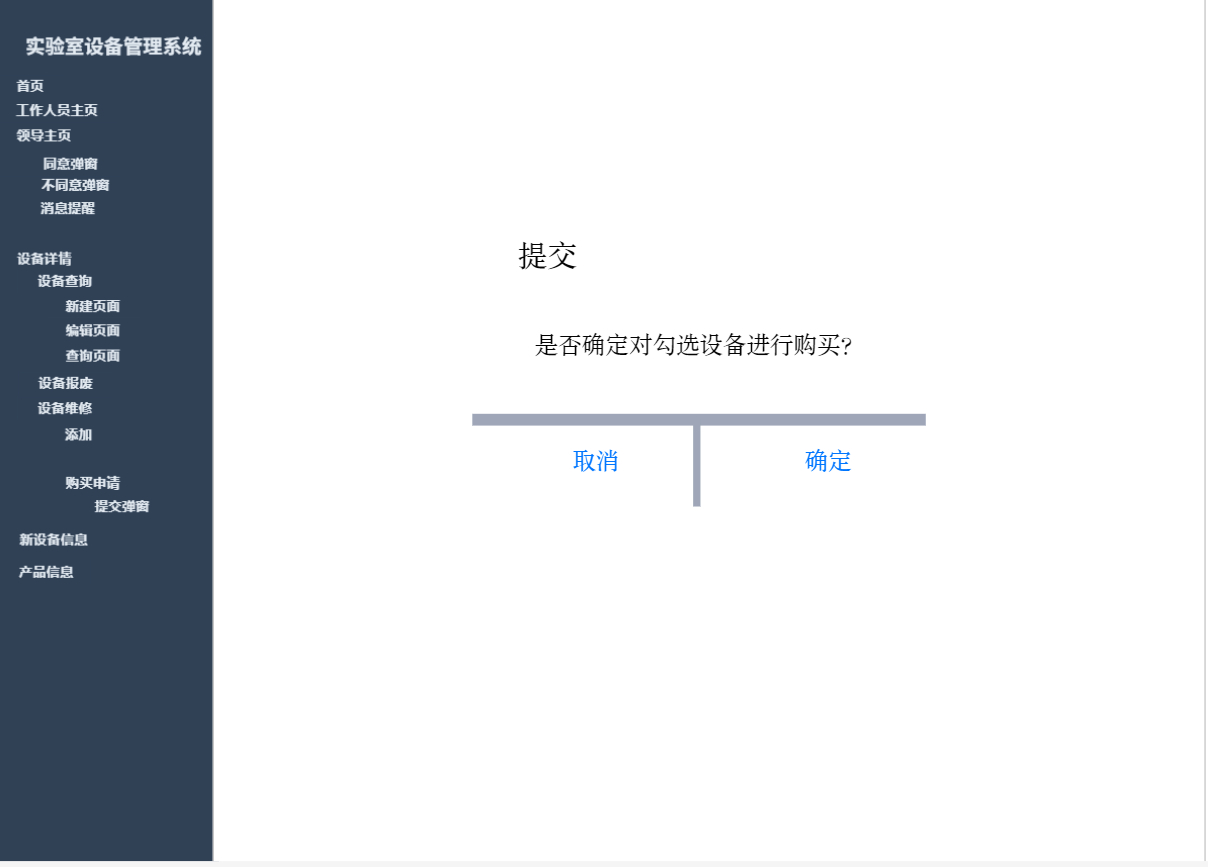 实验室设备管理系统
首页
工作人员主页
领导主页
同意弹窗
不同意弹窗
消息提醒
设备详情
设备查询
新建页面
编辑页面
查询页面
设备报废
设备维修
添加
购买申请
提交弹窗
新设备信息
产品信息
提交
是否确定对勾选设备进行购买?
取消
确定